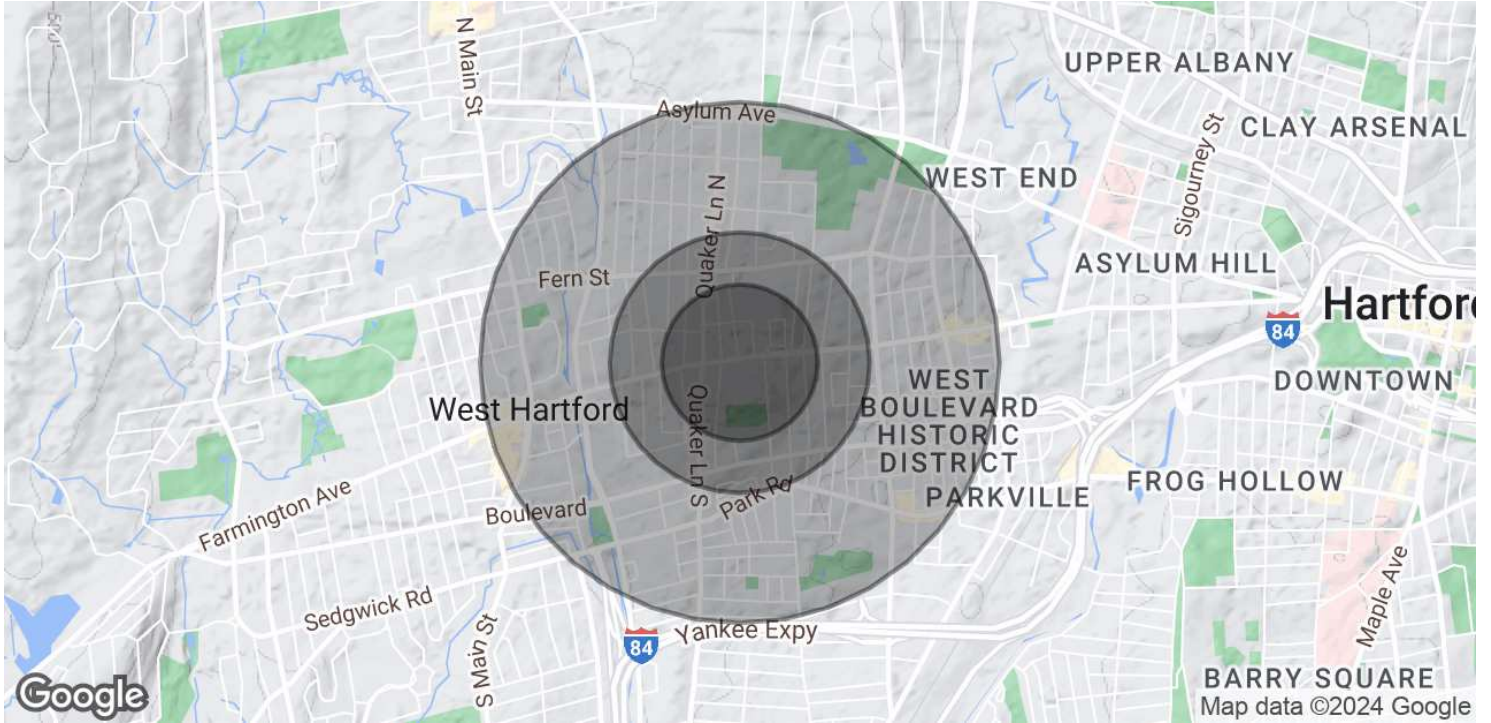 N Main St
UPPER ALBANY
Asylum Ave
Sigourney St
CLAY ARSENAL
WEST END
Quaker Ln N
Fern St
ASYLUM HILL
Hartford
84
WEST
BOULEVARD
HISTORIC
DISTRICT
DOWNTOWN
West Hartford
Quaker Ln S
Park Rd
PARKVILLE
FROG HOLLOW
Farmington Ave
Boulevard
Sedgwick Rd
S Main St
84
Yankee Expy
Maple Ave
BARRY SQUARE
Google
Map data ©2024 Google